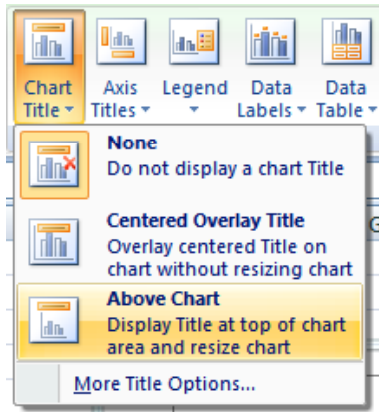 Chart Title
Axis Titles
Legend
Data Labels
Data Table
None
Do not display a chart Title
Centered Overlay Title
Overlay centered Title on
chart without resizing chart
Above Chart
Display Title at top of chart
area and resize chart
More Title Options...
G